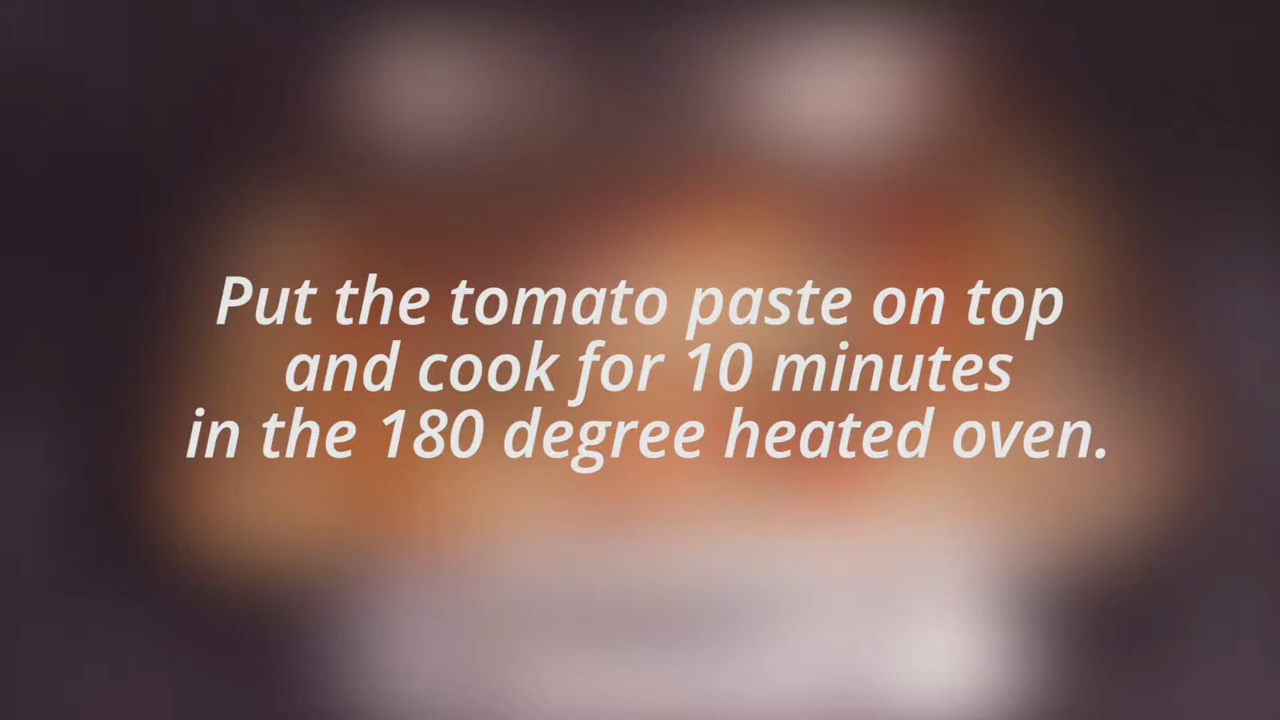 Put the tomato paste on top
and cook for 10 minutes
in the 180 degree heated oven.